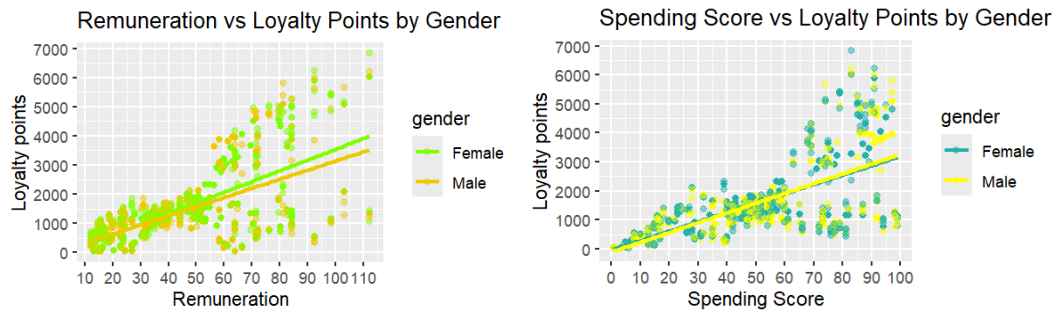 Remuneration vs Loyalty Points by Gender
7000
6000
5000
4000
3000
2000
1000
0
Loyalty points
10 20 30 40 50 60 70 80 90 100 110
Remuneration
gender
Female
Male
Spending Score vs Loyalty Points by Gender
7000
6000
5000
4000
3000
2000
1000
0
Loyalty points
0 10 20 30 40 50 60 70 80 90 100
Spending Score
gender
Female
Male